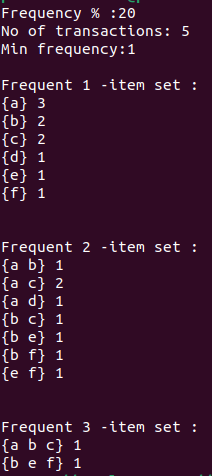 Frequency % :20
No of transactions: 5
Min frequency:1
Frequent 1 -item set :
{a} 3
{b} 2
{c} 2
{d} 1
{e} 1
{f} 1
Frequent 2 -item set :
{a b} 1
{a c} 2
{a d} 1
{b c} 1
{b e} 1
{b f} 1
{e f} 1
Frequent 3 -item set :
{a b c} 1
{b e f} 1